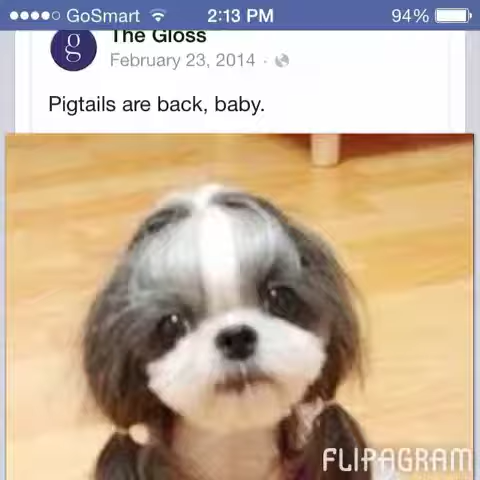 GoSmart 2:13 PM 94%
g
The Gloss
February 23, 2014 ·
Pigtails are back, baby.
FLIPAGRAM